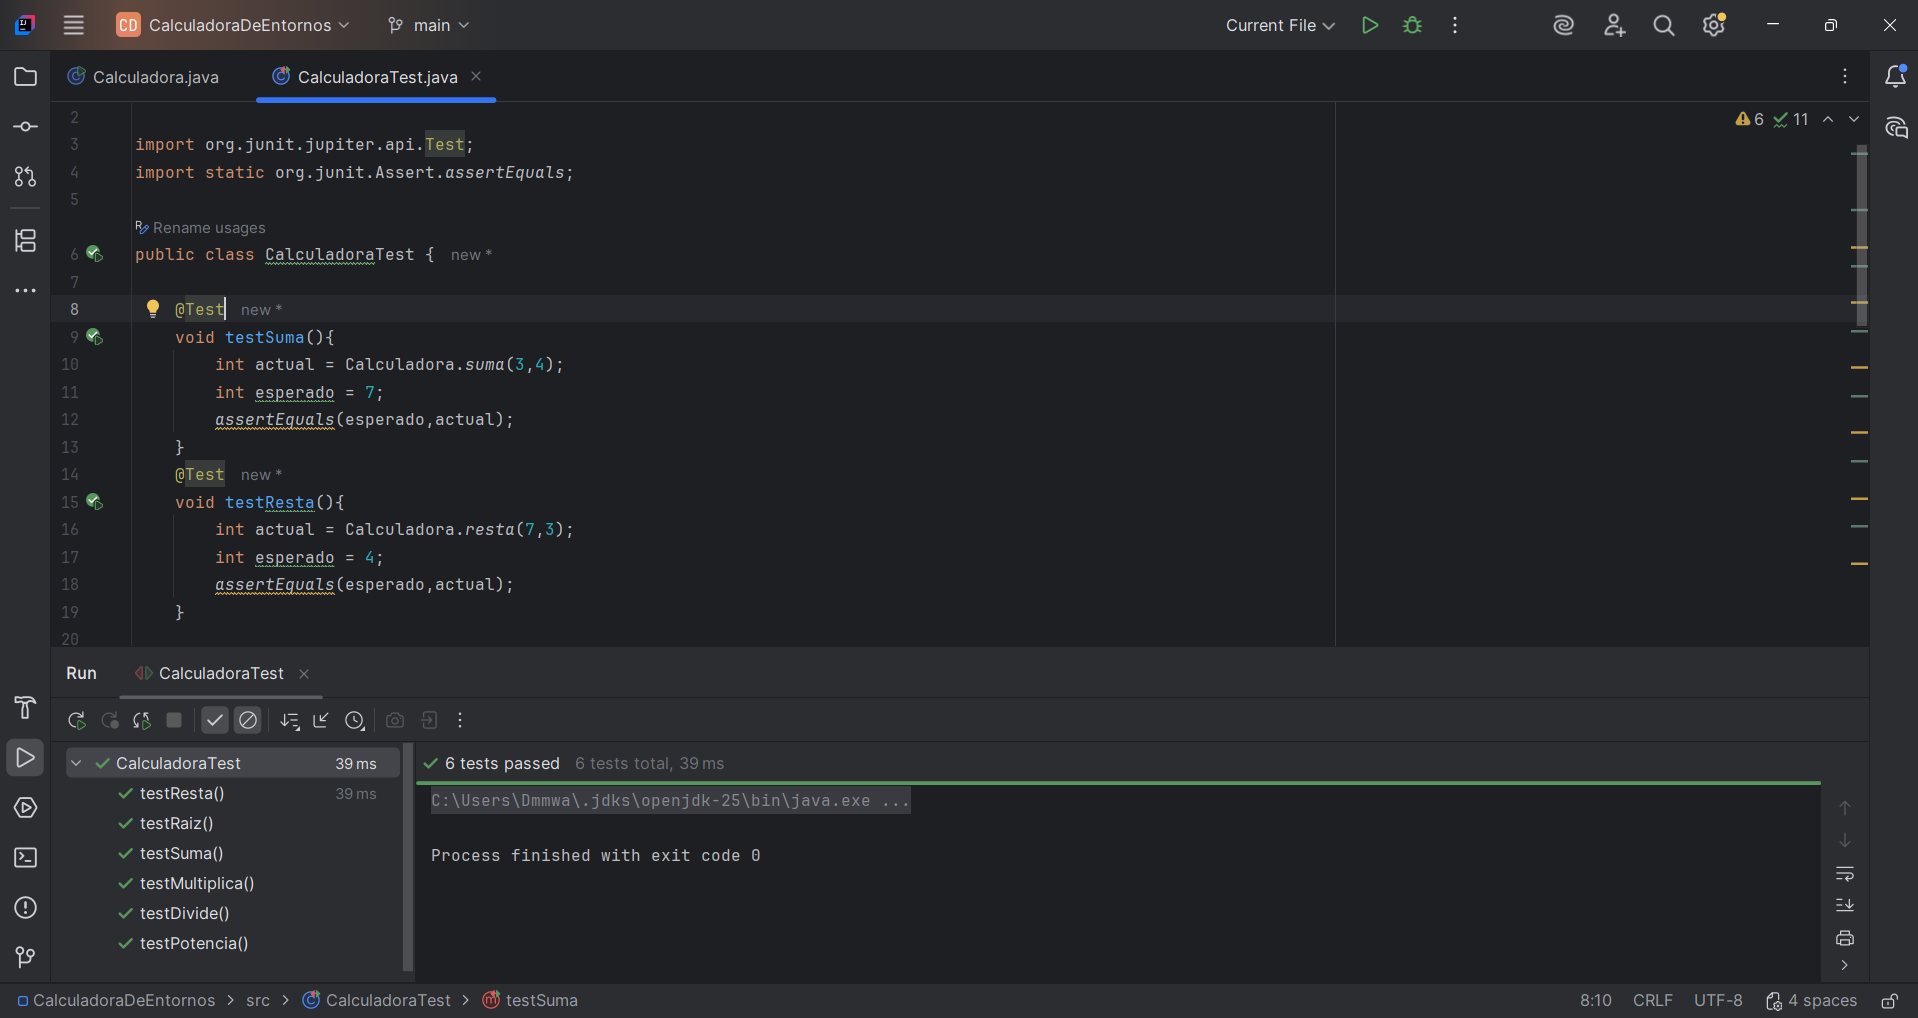 CD CalculadoraDeEntornos main Current File
Calculadora.java CalculadoraTest.java
2
6 11
3 import org.junit.jupiter.api.Test;
4 import static org.junit.Assert.assertEquals;
5
Rename usages
6 public class CalculadoraTest { new *
7
8 @Test new *
9 void testSuma(){
10 int actual = Calculadora.suma(3,4);
11 int esperado = 7;
12 assertEquals(esperado,actual);
13 }
14 @Test new *
15 void testResta(){
16 int actual = Calculadora.resta(7,3);
17 int esperado = 4;
18 assertEquals(esperado,actual);
19 }
20
Run CalculadoraTest
CalculadoraTest 39 ms
testResta() 39 ms
testRaiz()
testSuma()
testMultiplica()
testDivide()
testPotencia()
6 tests passed 6 tests total, 39 ms
C:\Users\Dmmwa\.jdks\openjdk-25\bin\java.exe ...
Process finished with exit code 0
CalculadoraDeEntornos > src > CalculadoraTest > testSuma 8:10 CRLF UTF-8 4 spaces